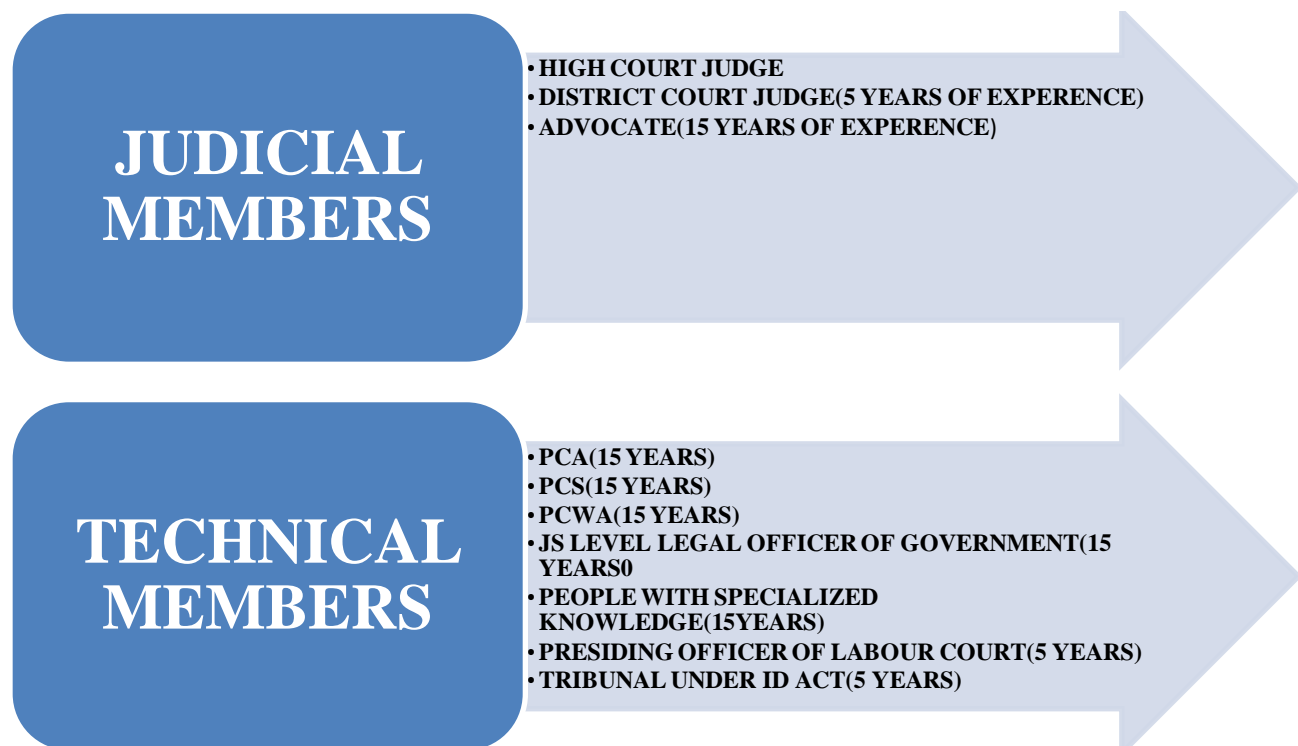 JUDICIAL
MEMBERS
•HIGH COURT JUDGE
•DISTRICT COURT JUDGE(5 YEARS OF EXPERENCE)
•ADVOCATE(15 YEARS OF EXPERENCE)
TECHNICAL
MEMBERS
•PCA(15 YEARS)
•PCS(15 YEARS)
•PCWA(15 YEARS)
•JS LEVEL LEGAL OFFICER OF GOVERNMENT(15
YEARS0
•PEOPLE WITH SPECIALIZED
KNOWLEDGE(15YEARS)
•PRESIDING OFFICER OF LABOUR COURT(5 YEARS)
•TRIBUNAL UNDER ID ACT(5 YEARS)